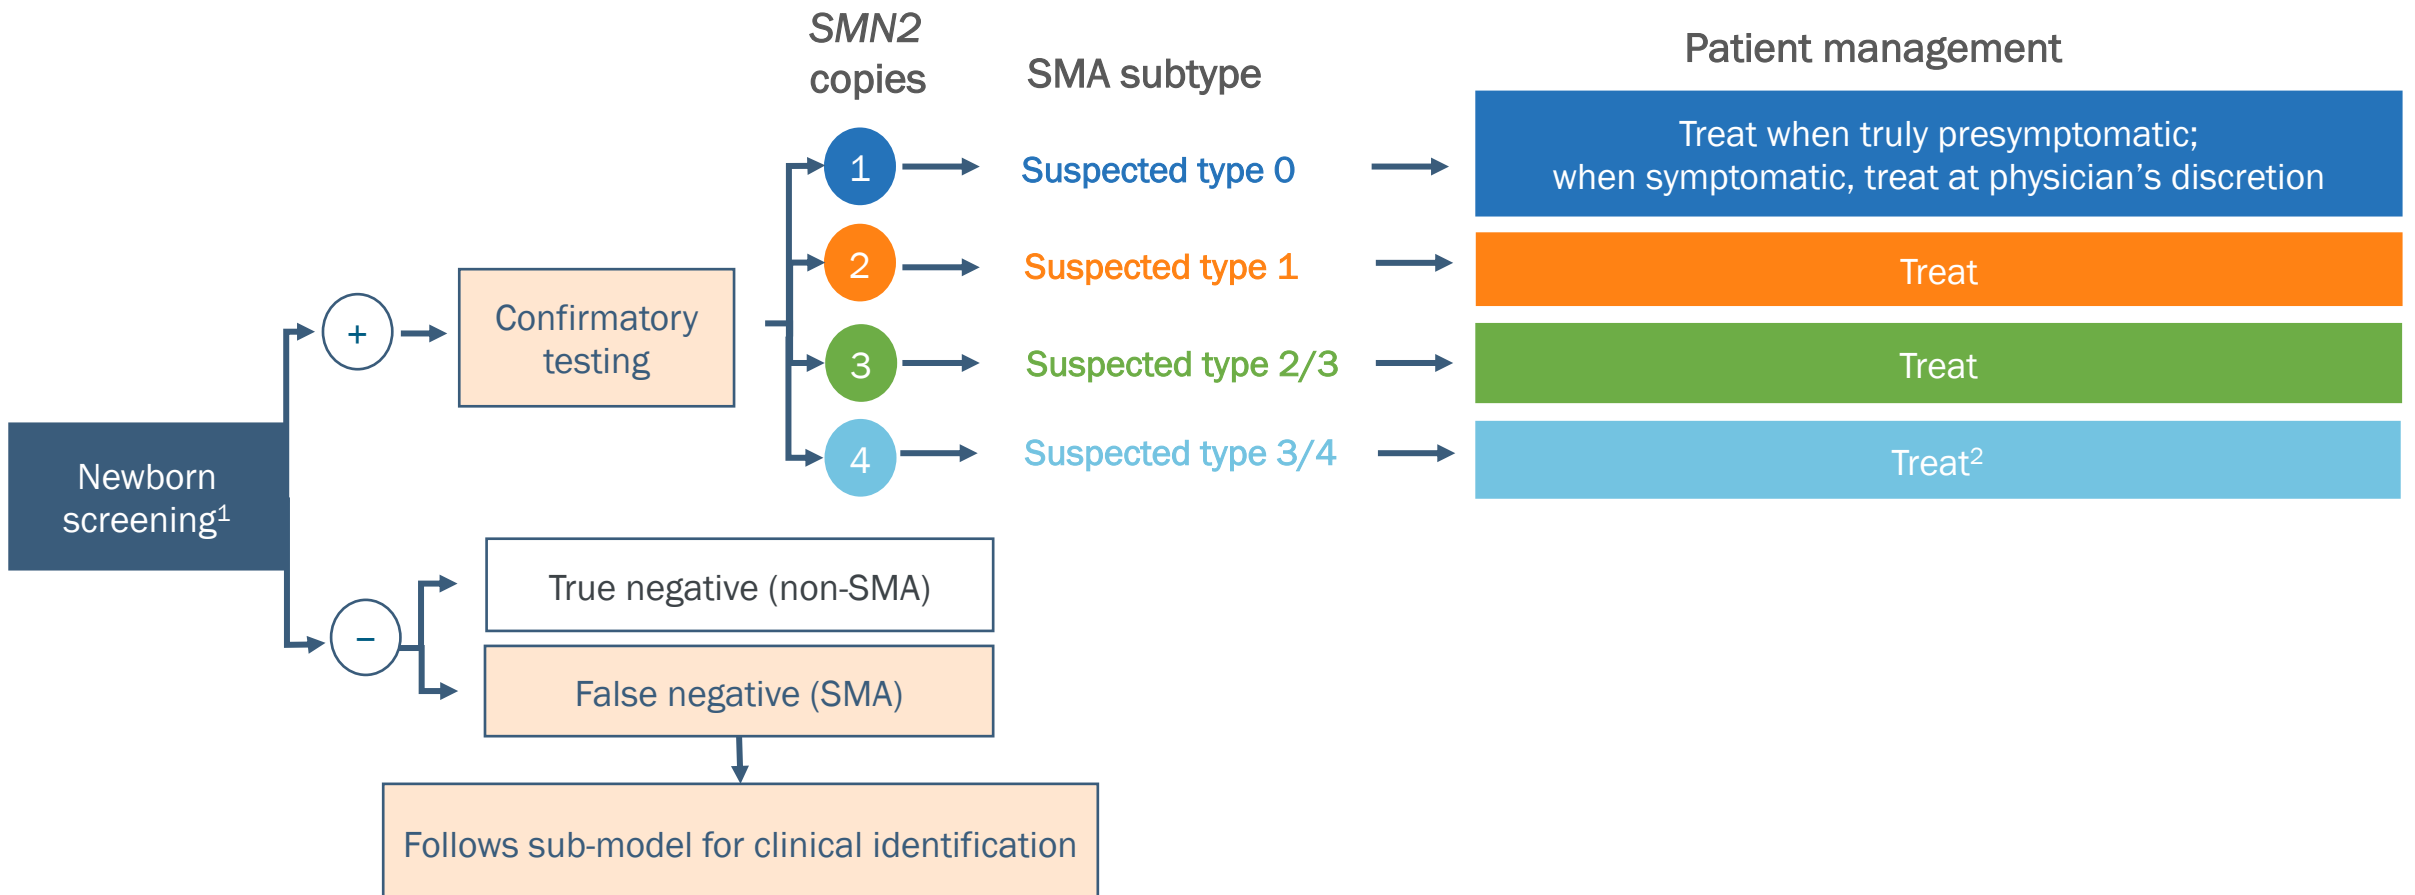 SMN2
copies
SMA subtype
Patient management
1
Suspected type 0
Treat when truly presymptomatic;
when symptomatic, treat at physician’s discretion
2
Suspected type 1
Treat
+
Confirmatory
testing
3
Suspected type 2/3
Treat
4
Suspected type 3/4
Treat²
Newborn
screening¹
–
True negative (non-SMA)
False negative (SMA)
Follows sub-model for clinical identification